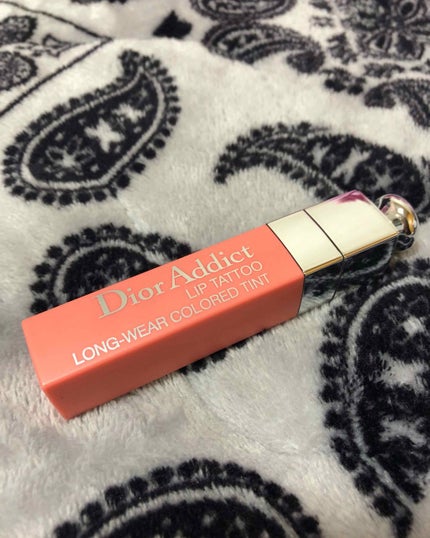 Dior Addict
LIP TATTOO
LONG-WEAR COLORED TINT